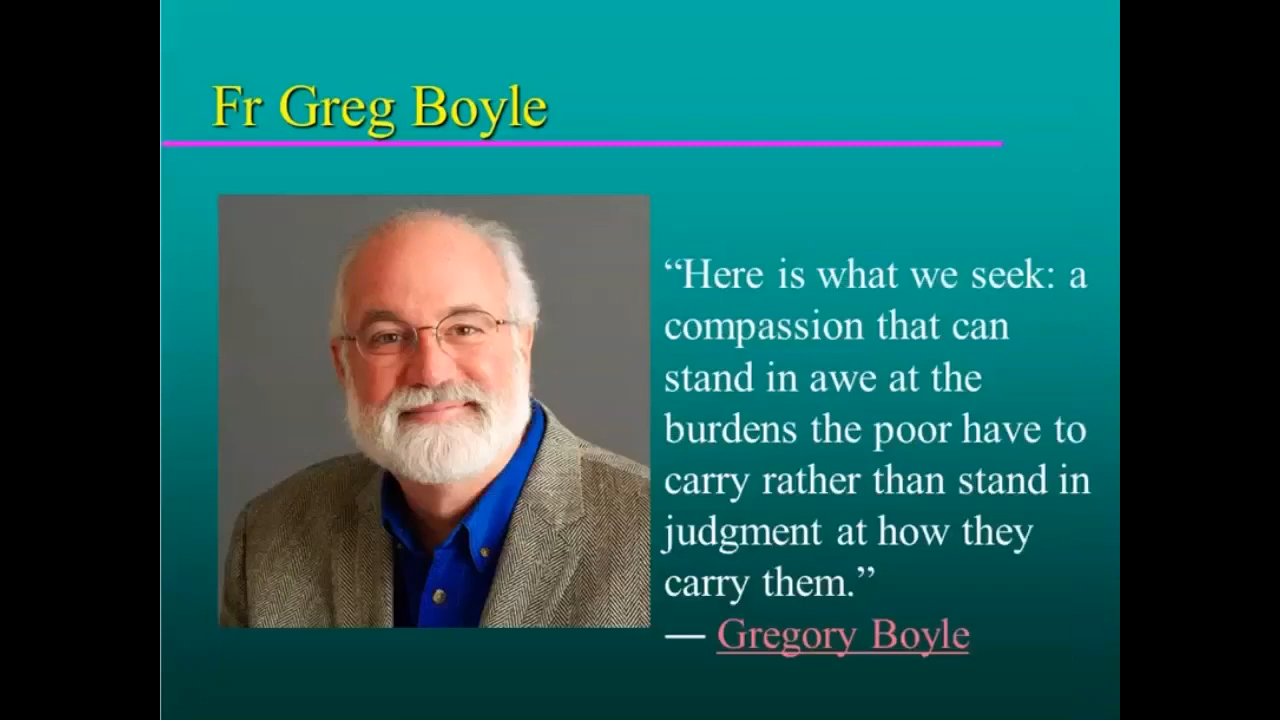 Fr Greg Boyle
“Here is what we seek: a
compassion that can
stand in awe at the
burdens the poor have to
carry rather than stand in
judgment at how they
carry them.”
— Gregory Boyle